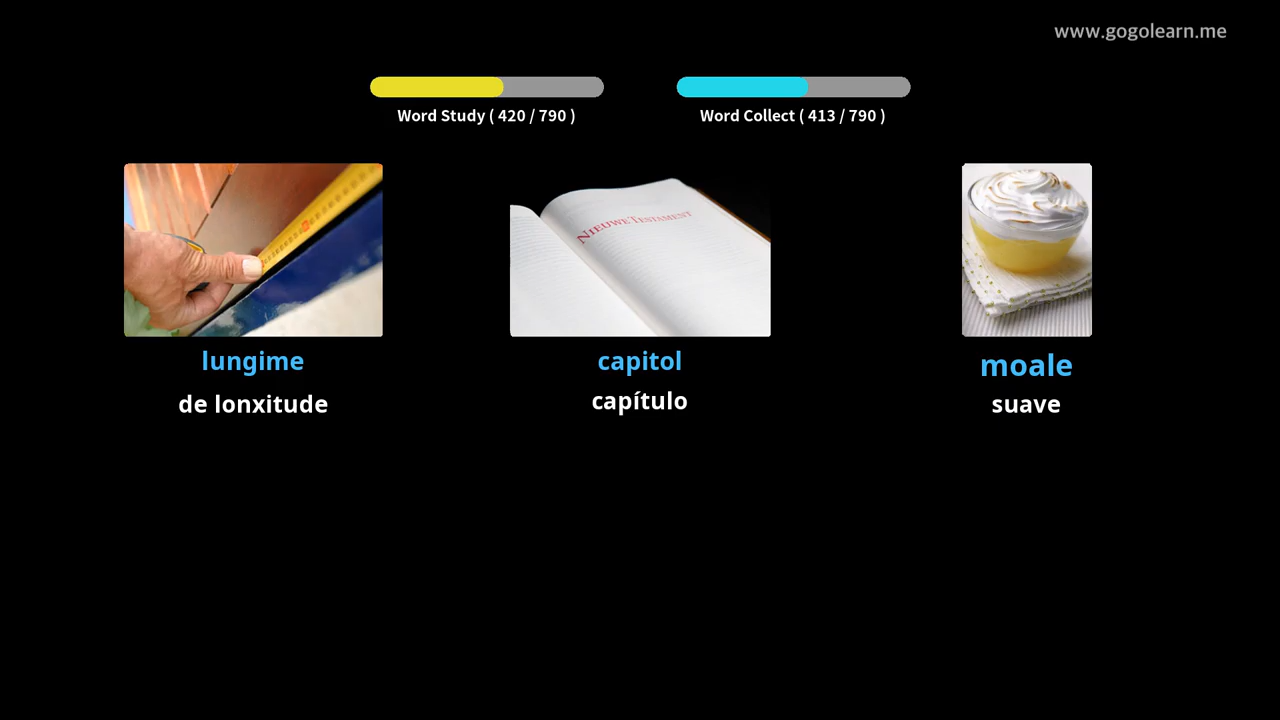 www.gogolearn.me
Word Study ( 420 / 790 )
Word Collect ( 413 / 790 )
NIEUWE TESTAMENT
lungime
capitol
moale
de lonxitude
capítulo
suave